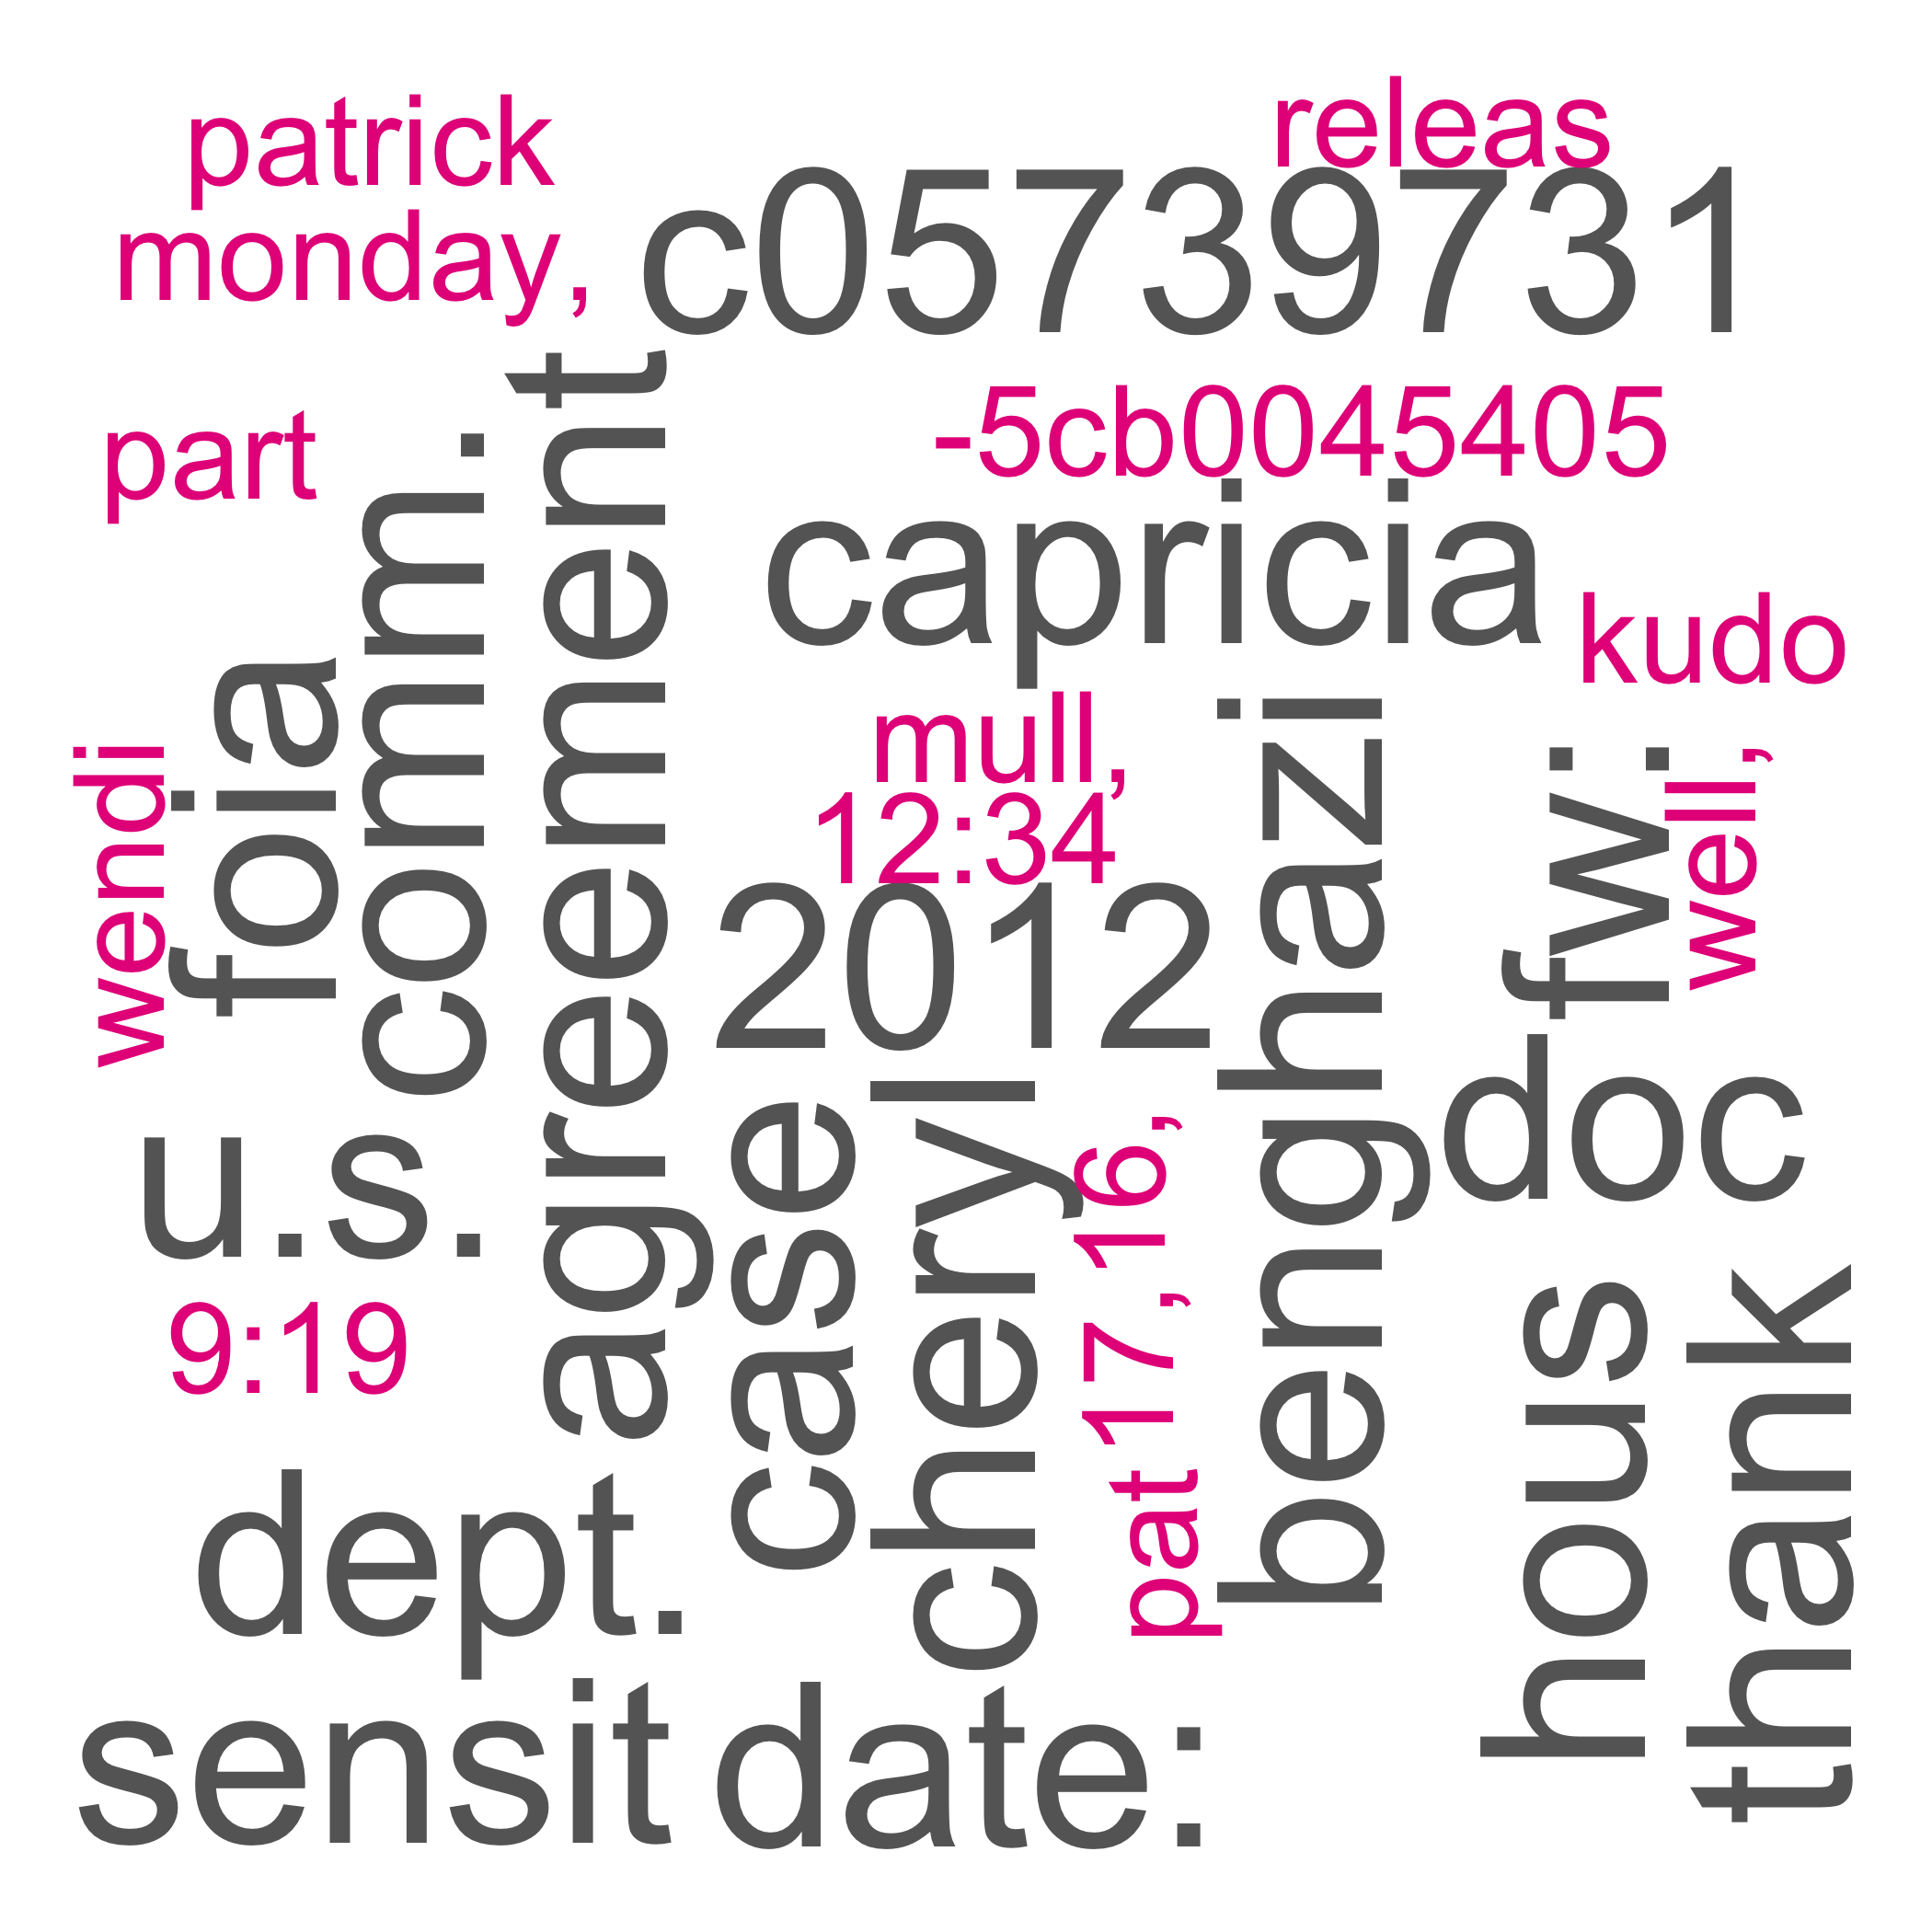 patrick
releas
monday,
c05739731
part
-5cb0045405
capricia
kudo
mull,
12:34
2012
wendi
foia
comm.
agreement
benghazi
fw:
well,
doc
u.s.
9:19
case
cheryl
16,
17,
pat
hous
thank
dept.
sensit
date: